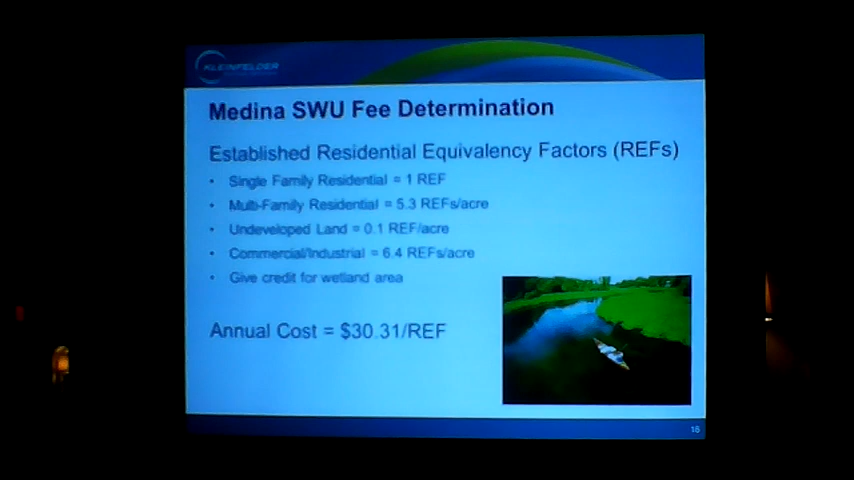 KLEINFELDER
Medina SWU Fee Determination
Established Residential Equivalency Factors (REFs)
• Single Family Residential = 1 REF
• Multi-Family Residential = 5.3 REFs/acre
• Undeveloped Land = 0.1 REF/acre
• Commercial/Industrial = 6.4 REFs/acre
• Give credit for wetland area
Annual Cost = $30.31/REF